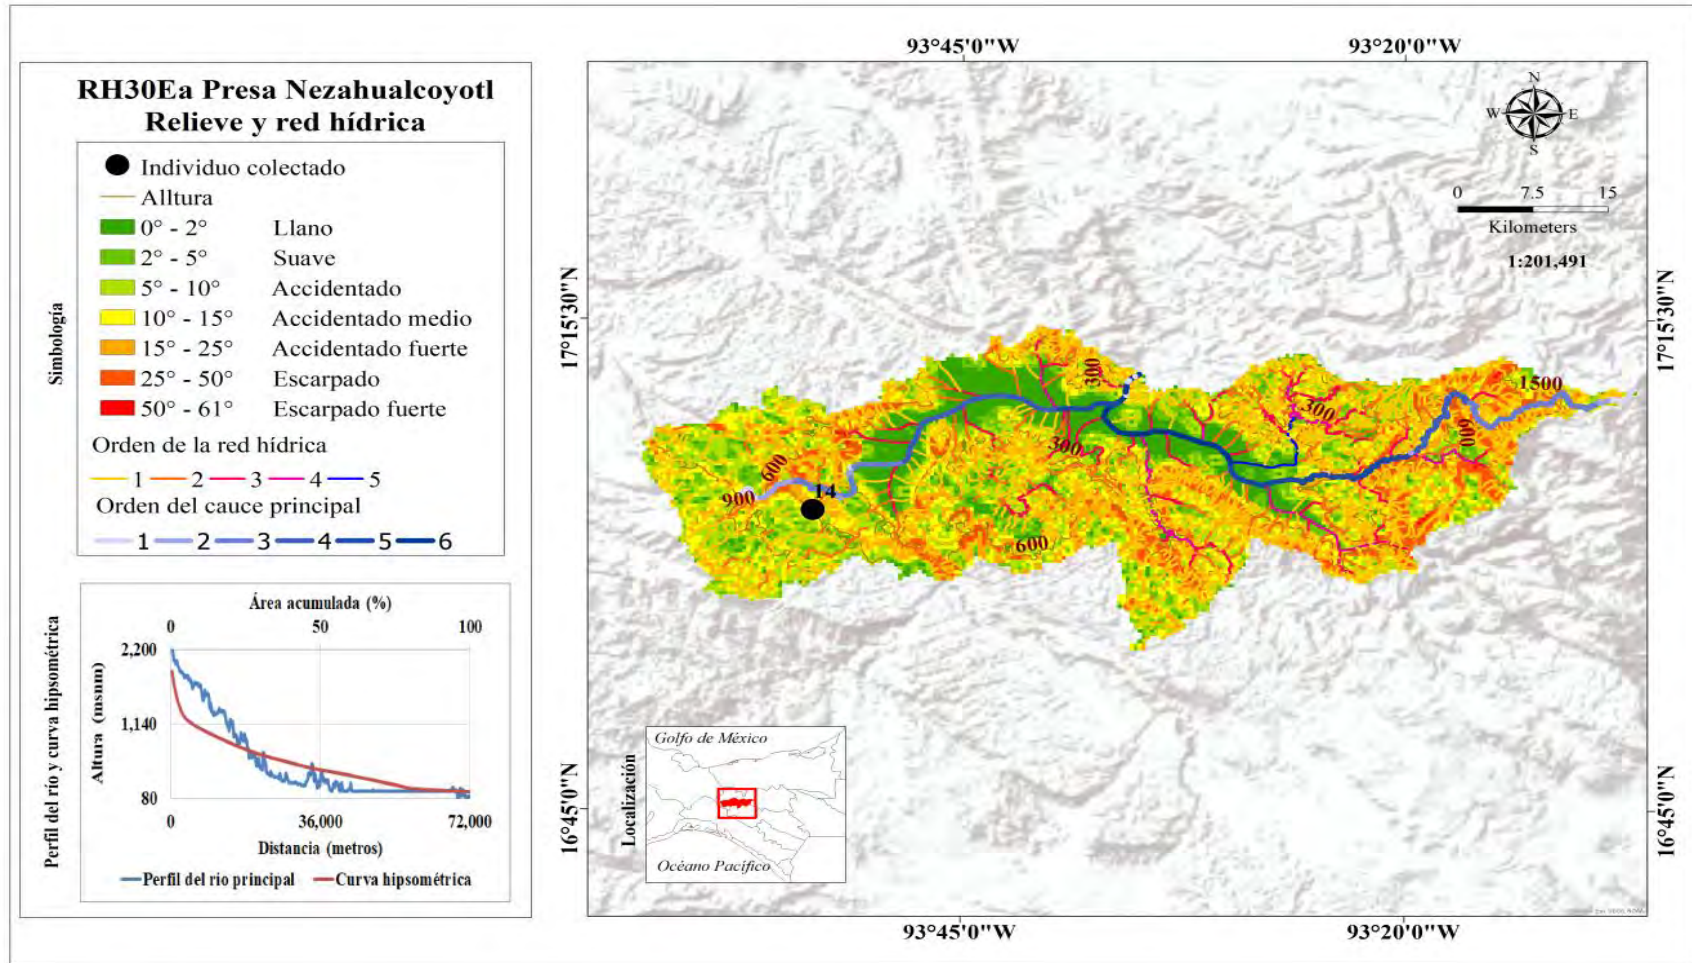 RH30Ea Presa Nezahualcoyotl
Relieve y red hídrica
Simbología
Individuo colectado
Alltura
0° - 2° Llano
2° - 5° Suave
5° - 10° Accidentado
10° - 15° Accidentado medio
15° - 25° Accidentado fuerte
25° - 50° Escarpado
50° - 61° Escarpado fuerte
Orden de la red hídrica
1 2 3 4 5
Orden del cauce principal
1 2 3 4 5 6
Perfil del río y curva hipsométrica
Área acumulada (%)
0 50 100
Altura (msnm)
2,200
1,140
80
0 36,000 72,000
Distancia (metros)
Perfil del rio principal Curva hipsométrica
93°45'0"W 93°20'0"W
N
W E
S
0 7.5 15
Kilometers
1:201,491
17°15'30"N 17°15'30"N
300
1500
300
600
300
600
14
900
600
16°45'0"N 16°45'0"N
Localización
Golfo de México
Océano Pacífico
93°45'0"W 93°20'0"W